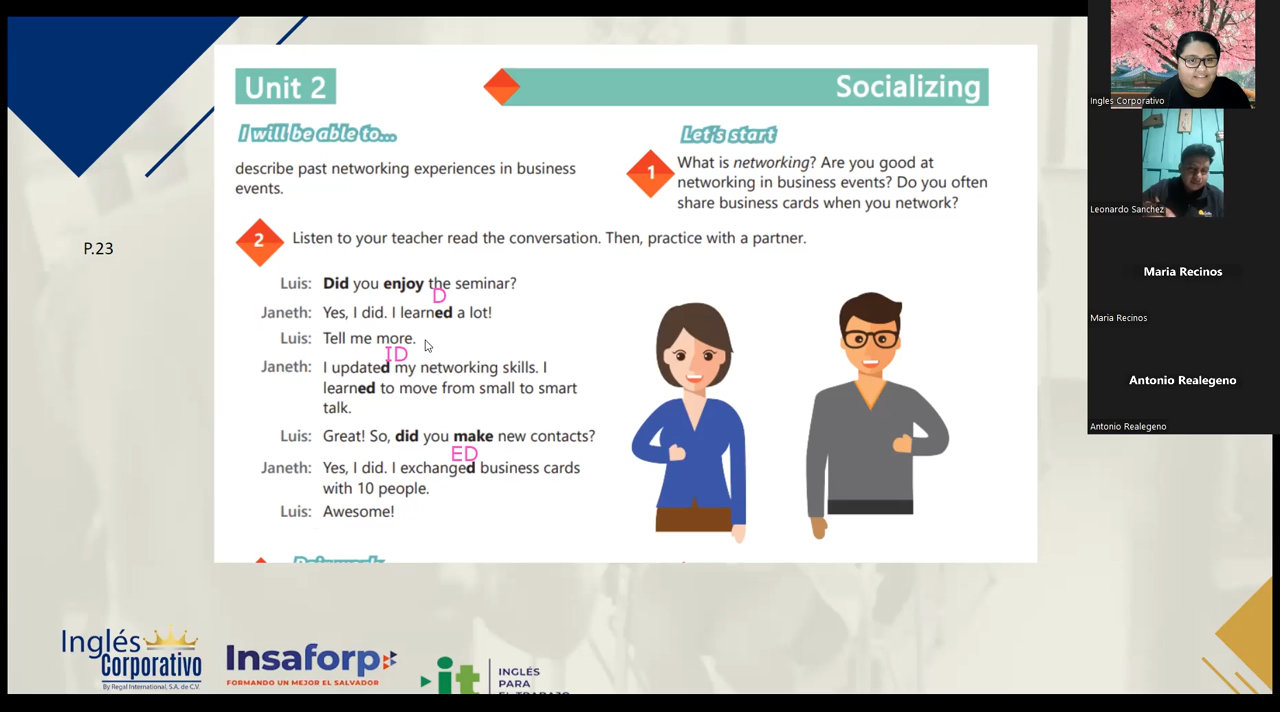 Unit 2
Socializing
I will be able to...
describe past networking experiences in business
events.
Let's start
1
What is networking? Are you good at
networking in business events? Do you often
share business cards when you network?
P.23
2
Listen to your teacher read the conversation. Then, practice with a partner.
Luis: Did you enjoy the seminar?
D
Janeth: Yes, I did. I learned a lot!
Luis: Tell me more.
ID
Janeth: I updated my networking skills. I
learned to move from small to smart
talk.
Luis: Great! So, did you make new contacts?
ED
Janeth: Yes, I did. I exchanged business cards
with 10 people.
Luis: Awesome!
Inglés
Corporativo
By Regal International, S.A. de C.V.
Insaforp
FORMANDO UN MEJOR EL SALVADOR
it
INGLÉS
PARA
Ingles Corporativo
Leonardo Sanchez
Maria Recinos
Maria Recinos
Antonio Realegeno
Antonio Realegeno